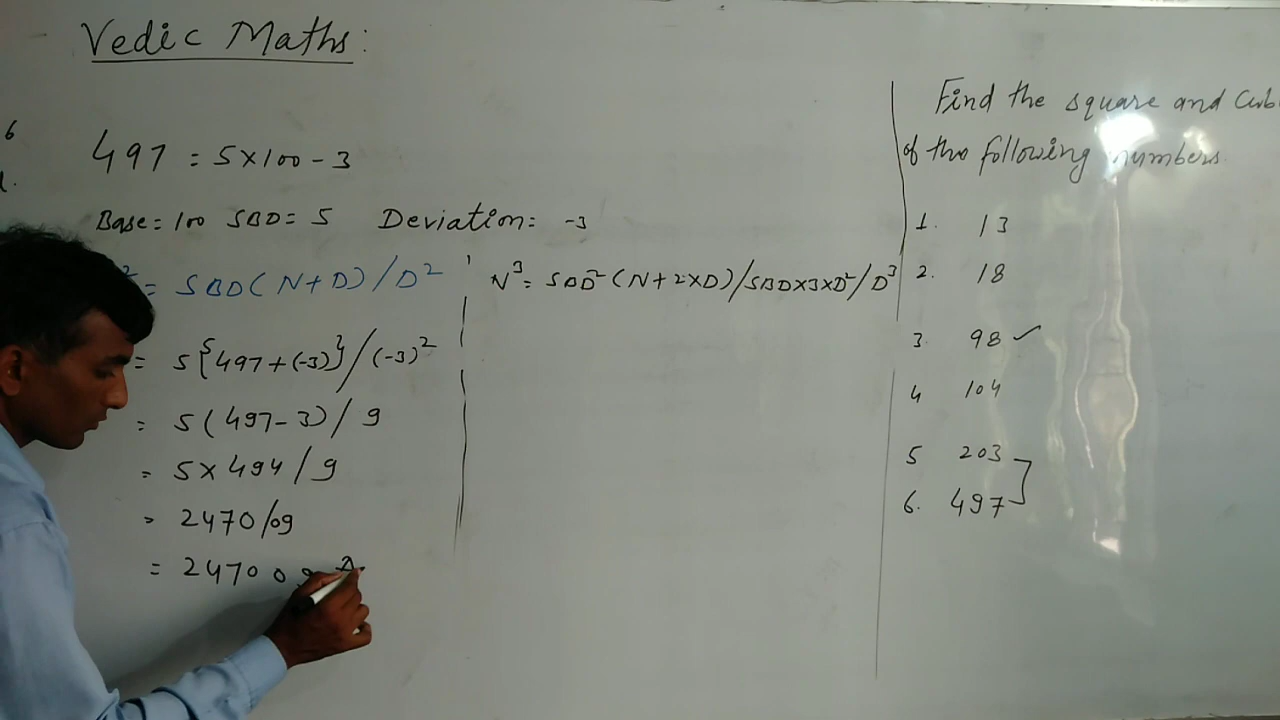 Vedic Maths:
6
497 = 5×100-3
Base = 100 SBD = 5 Deviation = -3
² = SBD(N+D)/D²
= 5{497+(-3)}/(-3)²
= 5(497-3)/9
= 5×494/9
= 2470/09
= 247009
N³ = SBD²(N+2×D)/SBD×3×D²/D³
Find the square and Cub
of the following numbers.
1. 13
2. 18
3. 98 ✓
4 104
5 203
6. 497